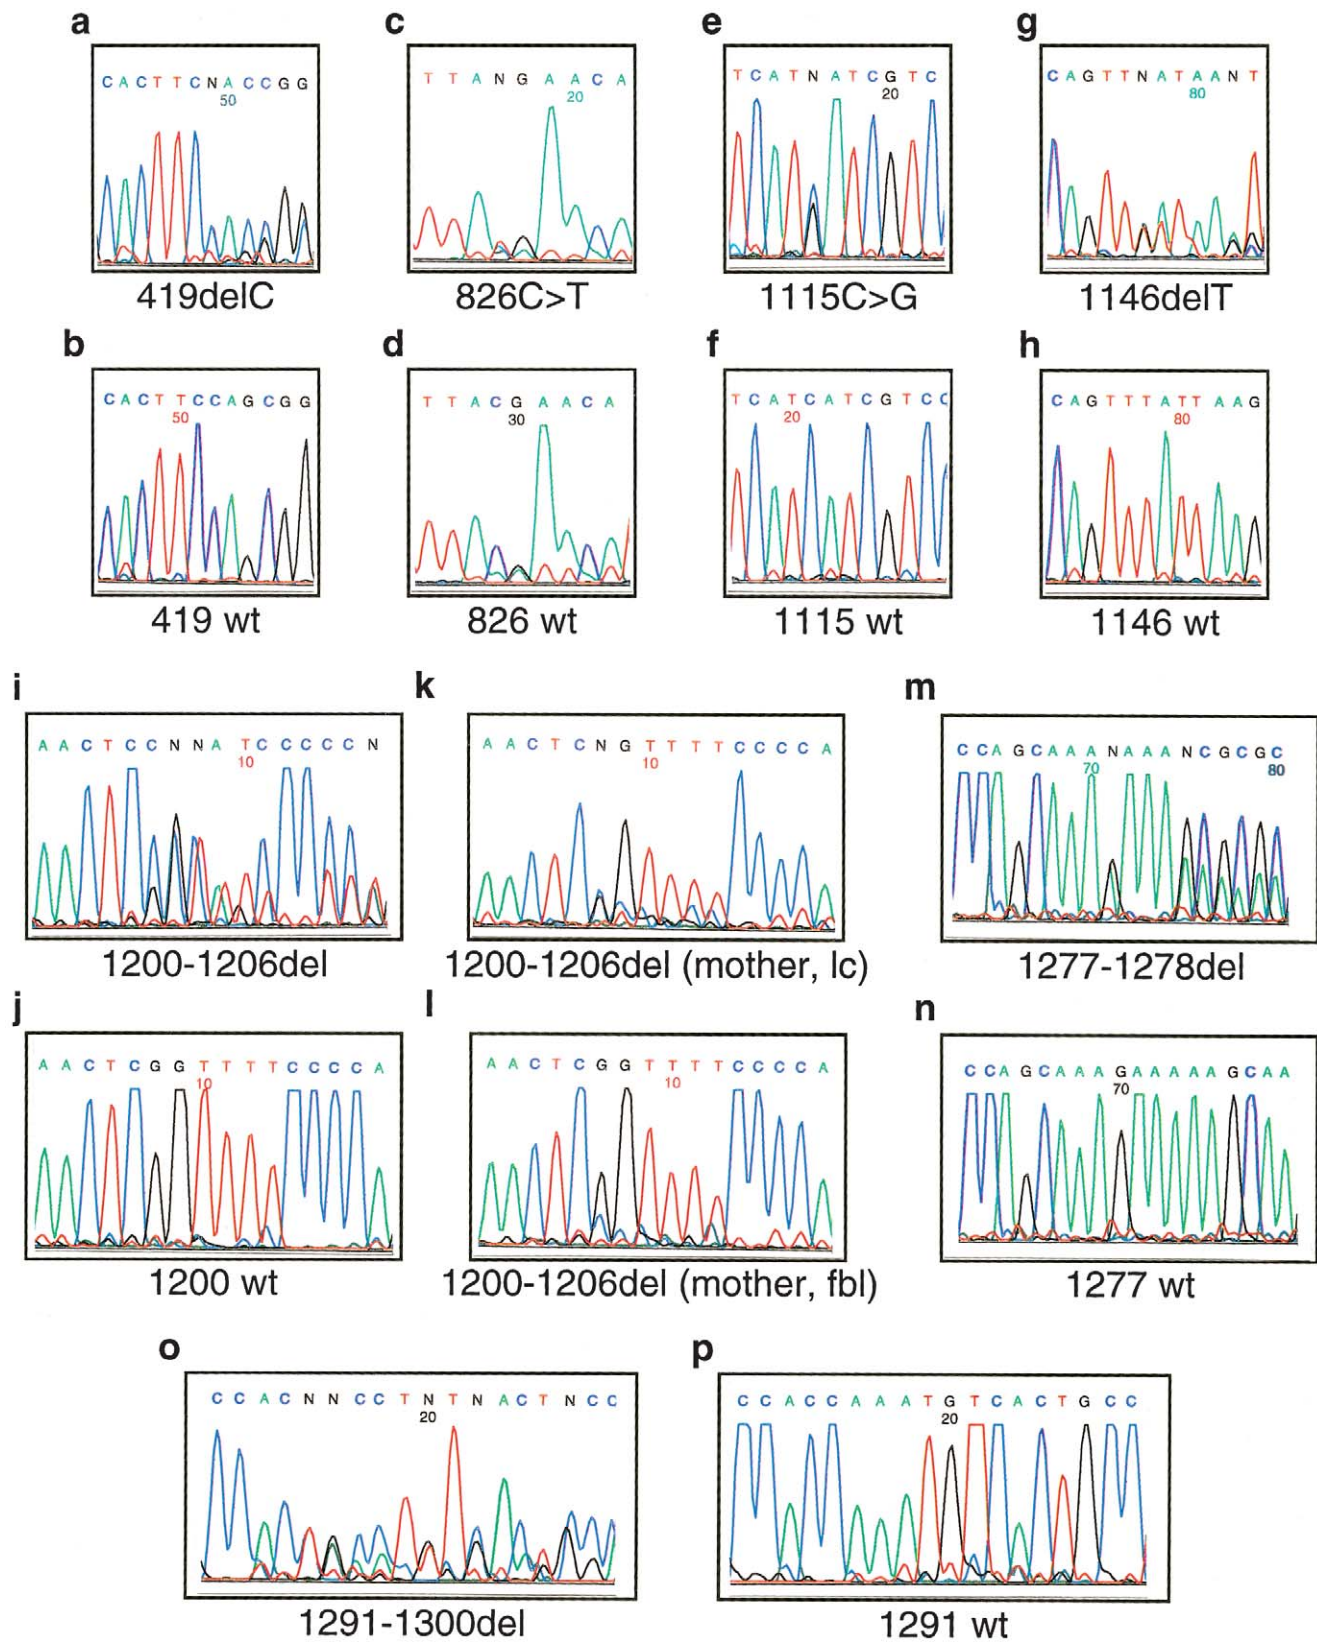 a
CACTTCNACCGG
50
419delC
c
TTANGAACA
20
826C>T
e
TCATNATCGTC
20
1115C>G
g
CAGTTNATAANT
80
1146delT
b
CACTTCCAGCGG
50
419 wt
d
TTACGAACA
30
826 wt
f
TCATCATCGTCC
20
1115 wt
h
CAGTTTATTAAG
80
1146 wt
i
AACTCCNNATCCCCCN
10
1200-1206del
k
AACTCNGTTTTCCCCA
10
1200-1206del (mother, lc)
m
CCAGCAAANAAANCGCGC
70 80
1277-1278del
j
AACTCGGTTTTCCCCA
10
1200 wt
l
AACTCGGTTTTCCCCA
10
1200-1206del (mother, fbl)
n
CCAGCAAAGAAAAAGCAA
70
1277 wt
o
CCACNNCCTNTNACTNCC
20
1291-1300del
p
CCACCAAATGTCACTGCC
20
1291 wt